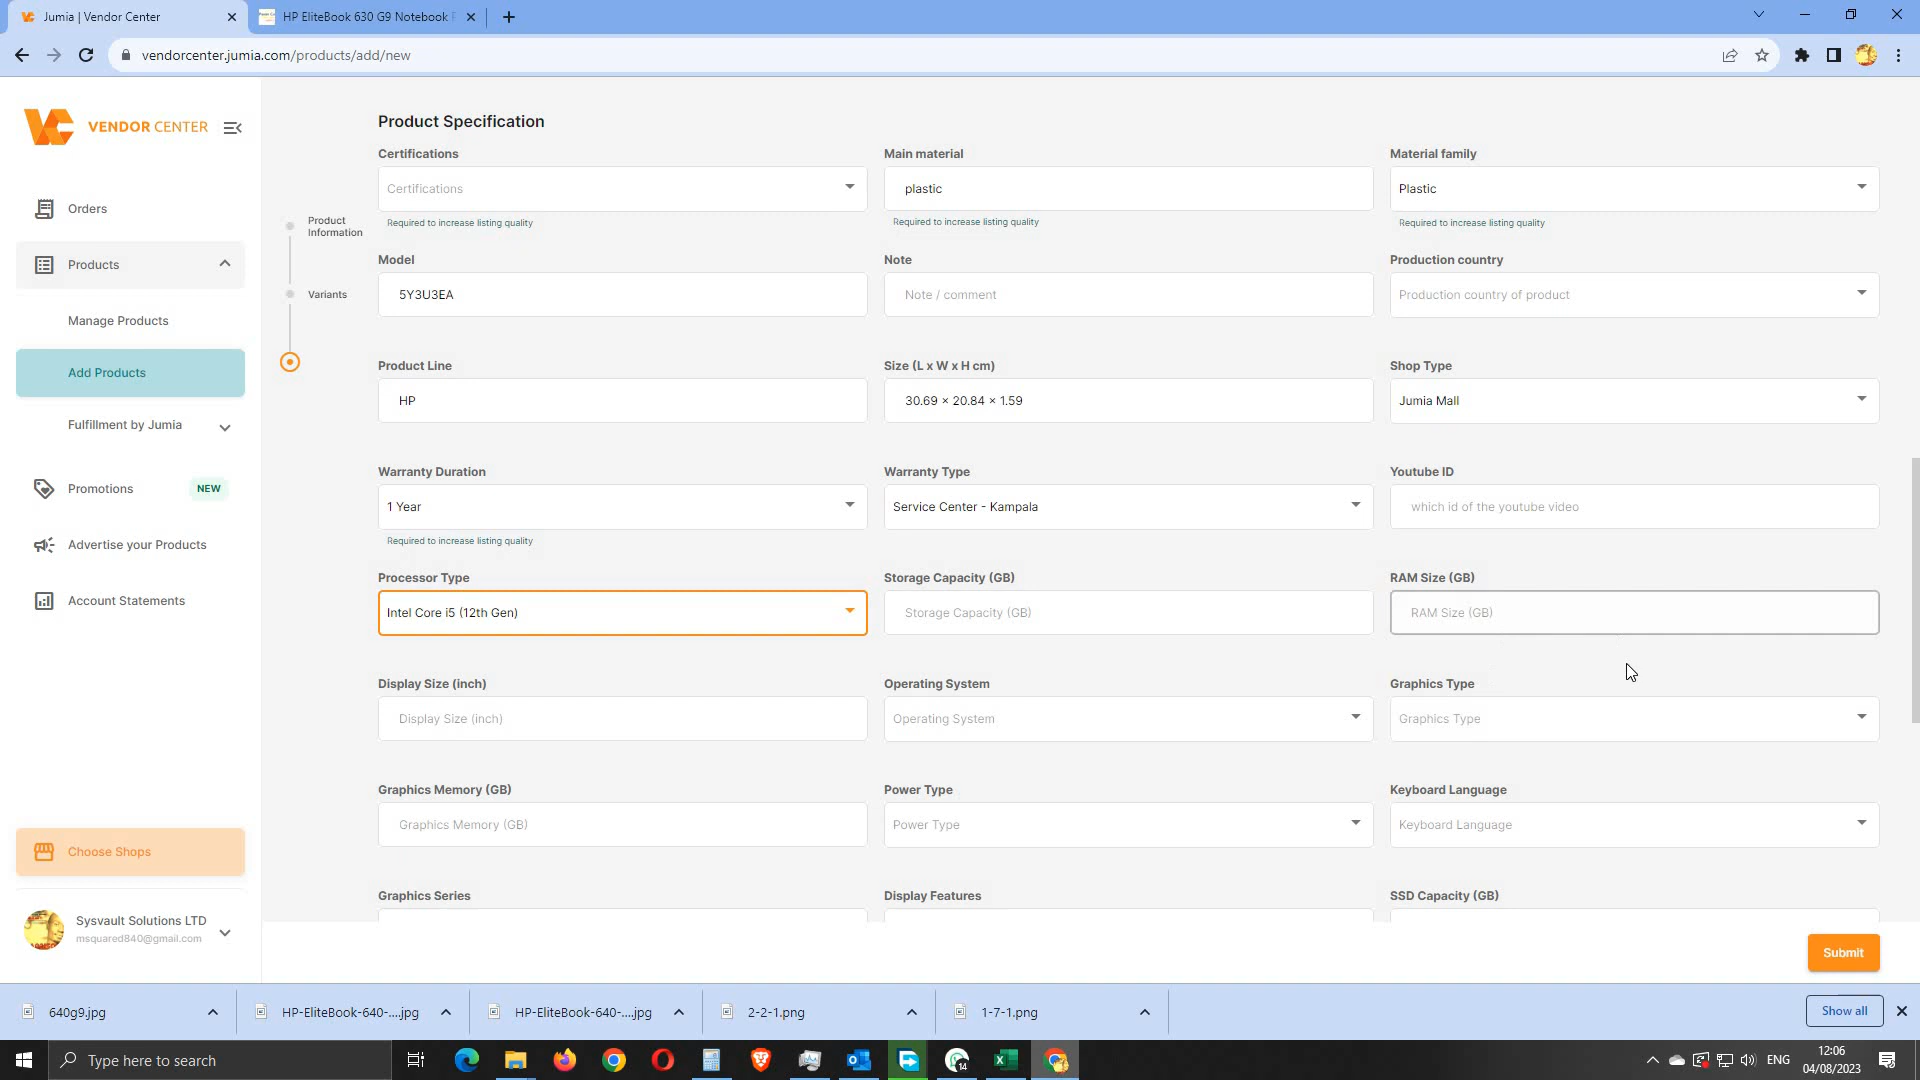 Jumia | Vendor Center
HP EliteBook 630 G9 Notebook
vendorcenter.jumia.com/products/add/new
VENDOR CENTER
Orders
Products
Manage Products
Add Products
Fulfillment by Jumia
Promotions
NEW
Advertise your Products
Account Statements
Choose Shops
Sysvault Solutions LTD
msquared840@gmail.com
Product
Information
Variants
Product Specification
Certifications
Main material
Material family
Certifications
plastic
Plastic
Required to increase listing quality
Required to increase listing quality
Required to increase listing quality
Model
Note
Production country
5Y3U3EA
Note / comment
Production country of product
Product Line
Size (L x W x H cm)
Shop Type
HP
30.69 × 20.84 × 1.59
Jumia Mall
Warranty Duration
Warranty Type
Youtube ID
1 Year
Service Center - Kampala
which id of the youtube video
Required to increase listing quality
Processor Type
Storage Capacity (GB)
RAM Size (GB)
Intel Core i5 (12th Gen)
Storage Capacity (GB)
RAM Size (GB)
Display Size (inch)
Operating System
Graphics Type
Display Size (inch)
Operating System
Graphics Type
Graphics Memory (GB)
Power Type
Keyboard Language
Graphics Memory (GB)
Power Type
Keyboard Language
Graphics Series
Display Features
SSD Capacity (GB)
Submit
640g9.jpg
HP-EliteBook-640-....jpg
HP-EliteBook-640-....jpg
2-2-1.png
1-7-1.png
Show all
Type here to search
14
ENG
12:06
04/08/2023